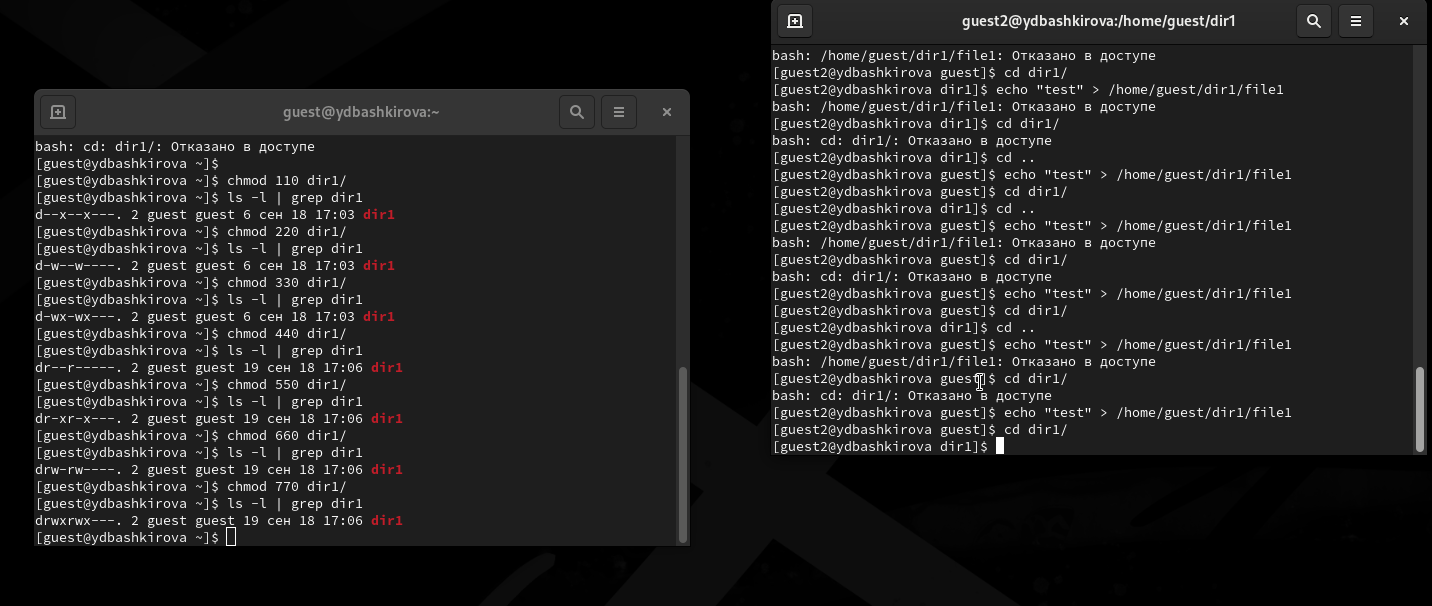 guest@ydbashkirova:~
bash: cd: dir1/: Отказано в доступе
[guest@ydbashkirova ~]$
[guest@ydbashkirova ~]$ chmod 110 dir1/
[guest@ydbashkirova ~]$ ls -l | grep dir1
d--x--x---. 2 guest guest 6 сен 18 17:03 dir1
[guest@ydbashkirova ~]$ chmod 220 dir1/
[guest@ydbashkirova ~]$ ls -l | grep dir1
d-w--w----. 2 guest guest 6 сен 18 17:03 dir1
[guest@ydbashkirova ~]$ chmod 330 dir1/
[guest@ydbashkirova ~]$ ls -l | grep dir1
d-wx-wx---. 2 guest guest 6 сен 18 17:03 dir1
[guest@ydbashkirova ~]$ chmod 440 dir1/
[guest@ydbashkirova ~]$ ls -l | grep dir1
dr--r-----. 2 guest guest 19 сен 18 17:06 dir1
[guest@ydbashkirova ~]$ chmod 550 dir1/
[guest@ydbashkirova ~]$ ls -l | grep dir1
dr-xr-x---. 2 guest guest 19 сен 18 17:06 dir1
[guest@ydbashkirova ~]$ chmod 660 dir1/
[guest@ydbashkirova ~]$ ls -l | grep dir1
drw-rw----. 2 guest guest 19 сен 18 17:06 dir1
[guest@ydbashkirova ~]$ chmod 770 dir1/
[guest@ydbashkirova ~]$ ls -l | grep dir1
drwxrwx---. 2 guest guest 19 сен 18 17:06 dir1
[guest@ydbashkirova ~]$
guest2@ydbashkirova:/home/guest/dir1
bash: /home/guest/dir1/file1: Отказано в доступе
[guest2@ydbashkirova guest]$ cd dir1/
[guest2@ydbashkirova dir1]$ echo "test" > /home/guest/dir1/file1
bash: /home/guest/dir1/file1: Отказано в доступе
[guest2@ydbashkirova dir1]$ cd dir1/
bash: cd: dir1/: Отказано в доступе
[guest2@ydbashkirova dir1]$ cd ..
[guest2@ydbashkirova guest]$ echo "test" > /home/guest/dir1/file1
[guest2@ydbashkirova guest]$ cd dir1/
[guest2@ydbashkirova dir1]$ cd ..
[guest2@ydbashkirova guest]$ echo "test" > /home/guest/dir1/file1
bash: /home/guest/dir1/file1: Отказано в доступе
[guest2@ydbashkirova guest]$ cd dir1/
bash: cd: dir1/: Отказано в доступе
[guest2@ydbashkirova guest]$ echo "test" > /home/guest/dir1/file1
[guest2@ydbashkirova guest]$ cd dir1/
[guest2@ydbashkirova dir1]$ cd ..
[guest2@ydbashkirova guest]$ echo "test" > /home/guest/dir1/file1
bash: /home/guest/dir1/file1: Отказано в доступе
[guest2@ydbashkirova guest]$ cd dir1/
bash: cd: dir1/: Отказано в доступе
[guest2@ydbashkirova guest]$ echo "test" > /home/guest/dir1/file1
[guest2@ydbashkirova guest]$ cd dir1/
[guest2@ydbashkirova dir1]$